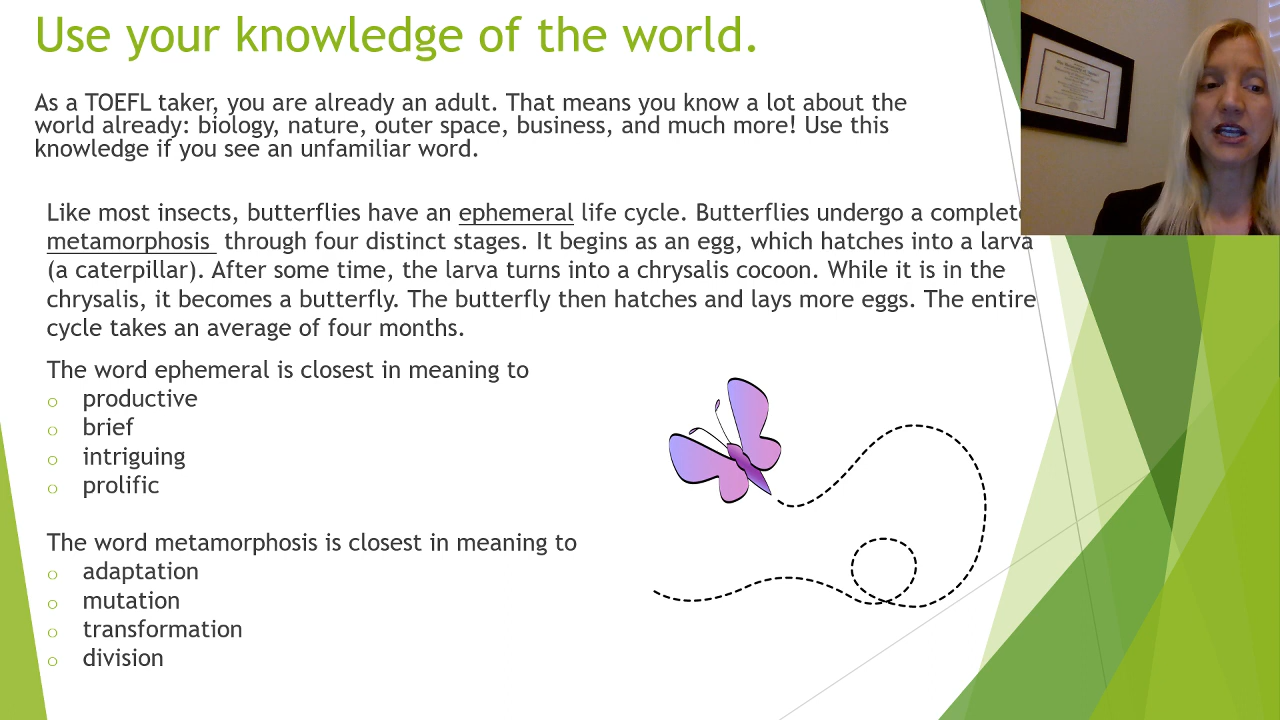 Use your knowledge of the world.
As a TOEFL taker, you are already an adult. That means you know a lot about the
world already: biology, nature, outer space, business, and much more! Use this
knowledge if you see an unfamiliar word.
Like most insects, butterflies have an ephemeral life cycle. Butterflies undergo a complet
metamorphosis through four distinct stages. It begins as an egg, which hatches into a larva
(a caterpillar). After some time, the larva turns into a chrysalis cocoon. While it is in the
chrysalis, it becomes a butterfly. The butterfly then hatches and lays more eggs. The entire
cycle takes an average of four months.
The word ephemeral is closest in meaning to
o productive
o brief
o intriguing
o prolific
The word metamorphosis is closest in meaning to
o adaptation
o mutation
o transformation
o division